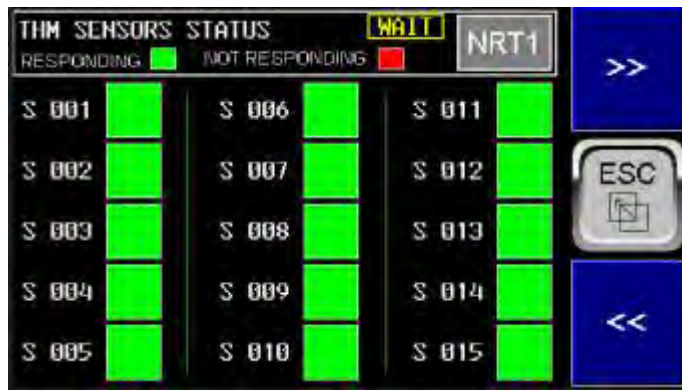 THM SENSORS STATUS WAIT
RESPONDING NOT RESPONDING
NRT1
>>
S 001 S 006 S 011
S 002 S 007 S 012
ESC
S 003 S 008 S 013
S 004 S 009 S 014
<<
S 005 S 010 S 015